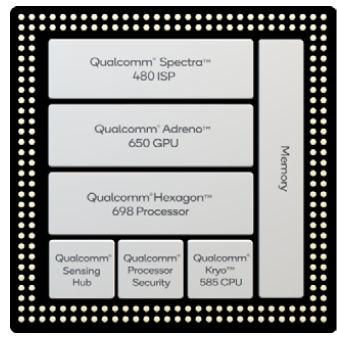 Qualcomm® Spectra™
480 ISP
Qualcomm® Adreno™
650 GPU
Qualcomm® Hexagon™
698 Processor
Memory
Qualcomm®
Sensing
Hub
Qualcomm®
Processor
Security
Qualcomm®
Kryo™
585 CPU